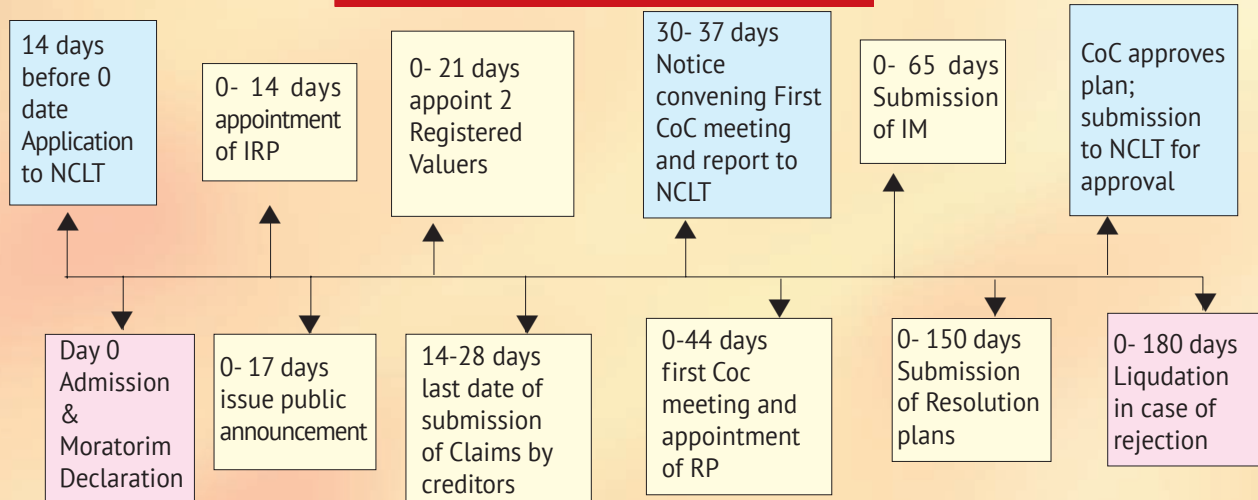 14 days
before 0
date
Application
to NCLT
0- 14 days
appointment
of IRP
0- 21 days
appoint 2
Registered
Valuers
30- 37 days
Notice
convening First
CoC meeting
and report to
NCLT
0- 65 days
Submission
of IM
CoC approves
plan;
submission
to NCLT for
approval
Day 0
Admission
&
Moratorim
Declaration
0- 17 days
issue public
announcement
14-28 days
last date of
submission
of Claims by
creditors
0-44 days
first Coc
meeting and
appointment
of RP
0- 150 days
Submission
of Resolution
plans
0- 180 days
Liqudation
in case of
rejection